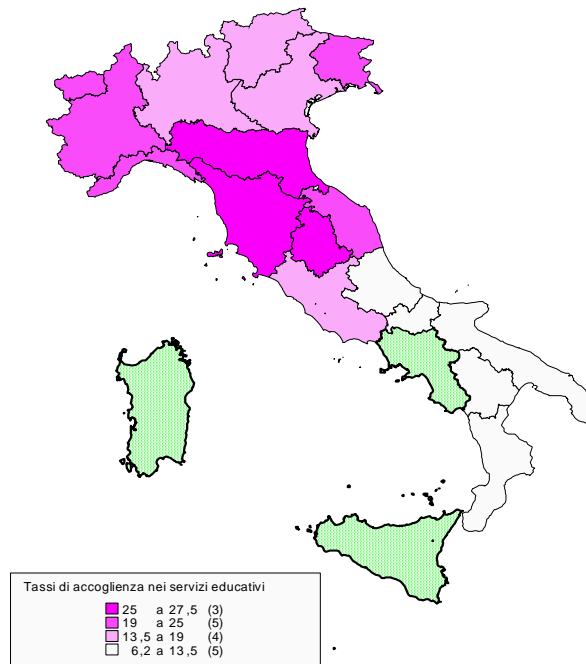 Tassi di accoglienza nei servizi educativi
25 a 27,5 (3)
19 a 25 (5)
13,5 a 19 (4)
6,2 a 13,5 (5)